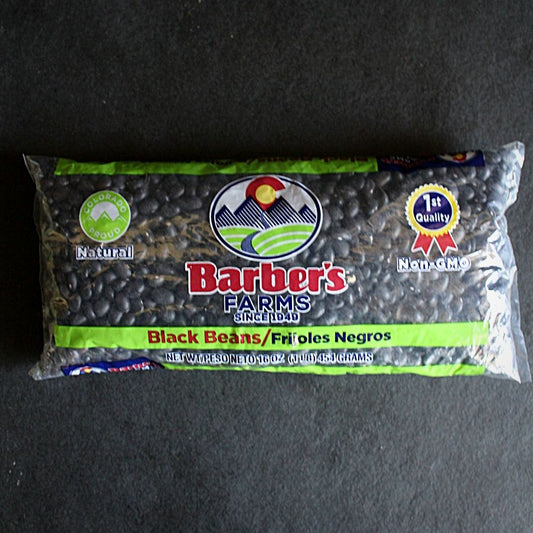 COLORADO
PROUD
Natural
1st
Quality
Non-GMO
Barber's
FARMS
SINCE 1940
Black Beans/Frijoles Negros
NET WT/PESO NETO 16 OZ (1 LB) 454 GRAMS